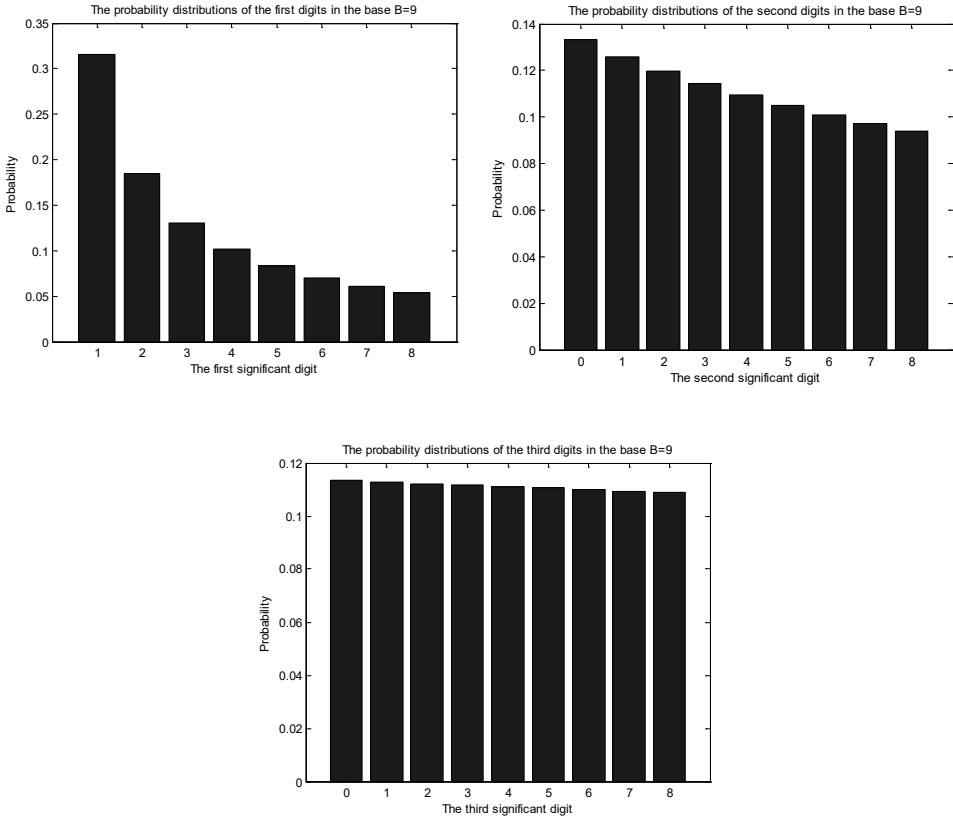 The probability distributions of the first digits in the base B=9
0.35
0.3
0.25
0.2
0.15
0.1
0.05
0
Probability
1 2 3 4 5 6 7 8
The first significant digit
The probability distributions of the second digits in the base B=9
0.14
0.12
0.1
0.08
0.06
0.04
0.02
0
Probability
0 1 2 3 4 5 6 7 8
The second significant digit
The probability distributions of the third digits in the base B=9
0.12
0.1
0.08
0.06
0.04
0.02
0
Probability
0 1 2 3 4 5 6 7 8
The third significant digit